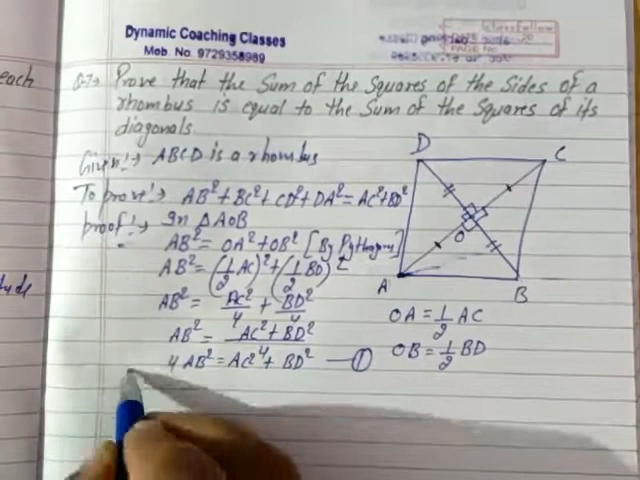 Dynamic Coaching Classes
Mob. No. 9729358989
each
Q-7→ Prove that the Sum of the Squares of the Sides of a
rhombus is equal to the Sum of the Squares of its
diagonals.
Given:→ ABCD is a rhombus
To prove:→ AB²+BC²+CD²+DA²=AC²+BD²
proof:→ In ΔAOB
AB²=OA²+OB² [By Pythagoras]
AB²=(1/2 AC)²+(1/2 BD)²
AB²= AC²/4 + BD²/4
AB²= AC²+BD²/4
4AB²=AC²+BD² —①
D
C
O
A
B
OA=1/2 AC
OB=1/2 BD